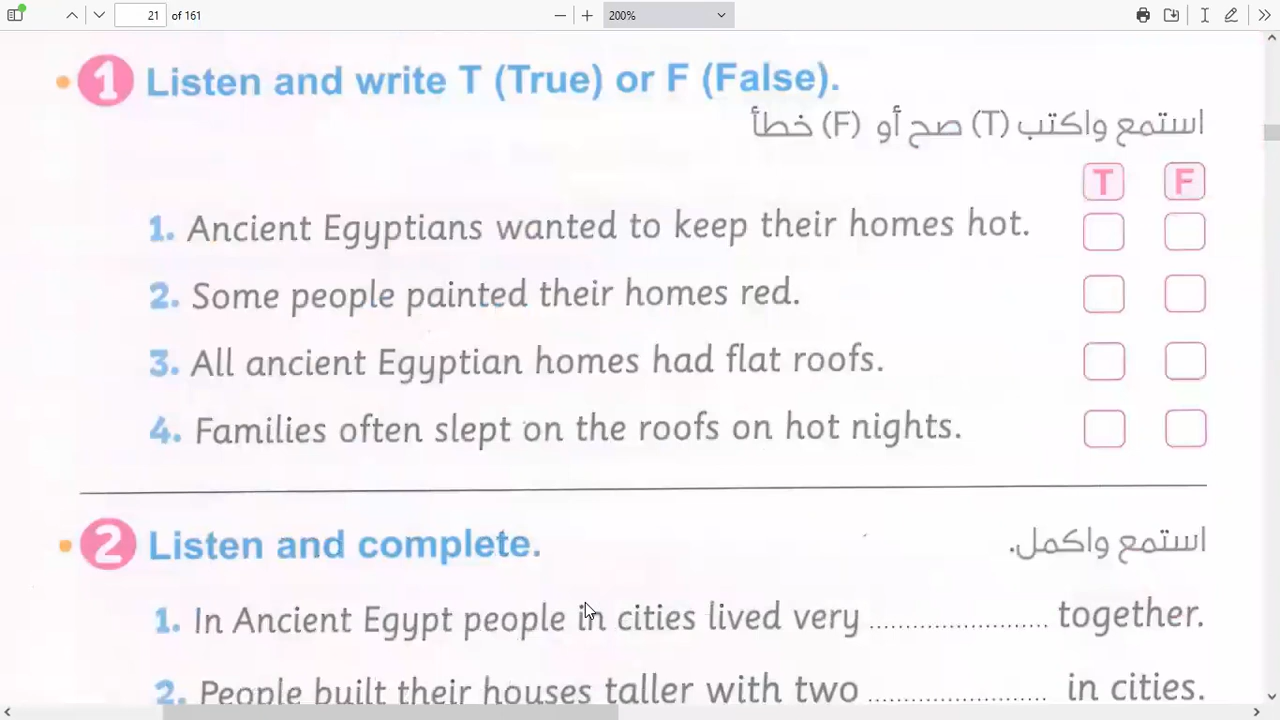 21 of 161
200%
1 Listen and write T (True) or F (False).
استمع واكتب (T) صح أو (F) خطأ
T F
1. Ancient Egyptians wanted to keep their homes hot.
2. Some people painted their homes red.
3. All ancient Egyptian homes had flat roofs.
4. Families often slept on the roofs on hot nights.
2 Listen and complete.
استمع واكمل.
1. In Ancient Egypt people in cities lived very ...................... together.
2. People built their houses taller with two ...................... in cities.